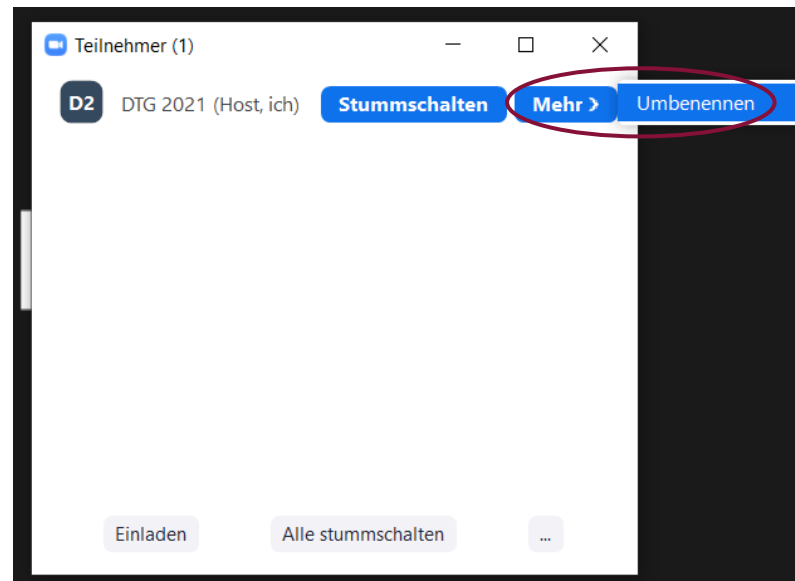 Teilnehmer (1)
D2 DTG 2021 (Host, ich) Stummschalten Mehr > Umbenennen
Einladen Alle stummschalten ...